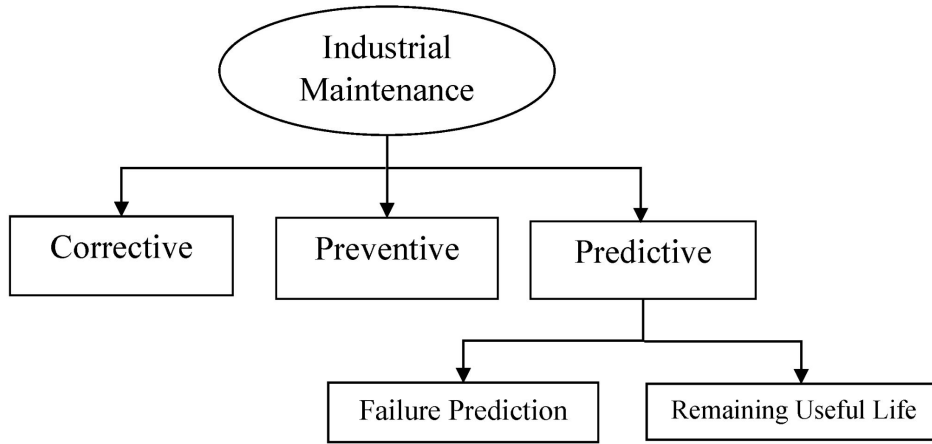 Industrial
Maintenance
Corrective
Preventive
Predictive
Failure Prediction
Remaining Useful Life